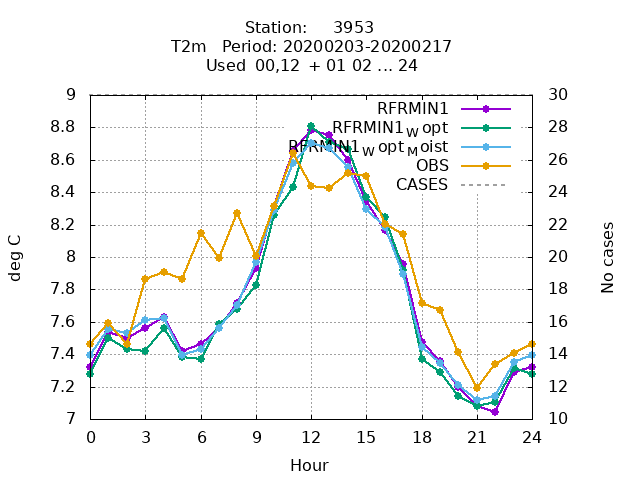 Station: 3953
T2m Period: 20200203-20200217
Used 00,12 + 01 02 ... 24
9
8.8
8.6
8.4
8.2
8
7.8
7.6
7.4
7.2
7
30
28
26
24
22
20
18
16
14
12
10
RFRMIN1
RFRMIN1wopt
RFRMIN1woptMoist
OBS
CASES
deg C
No cases
0 3 6 9 12 15 18 21 24
Hour